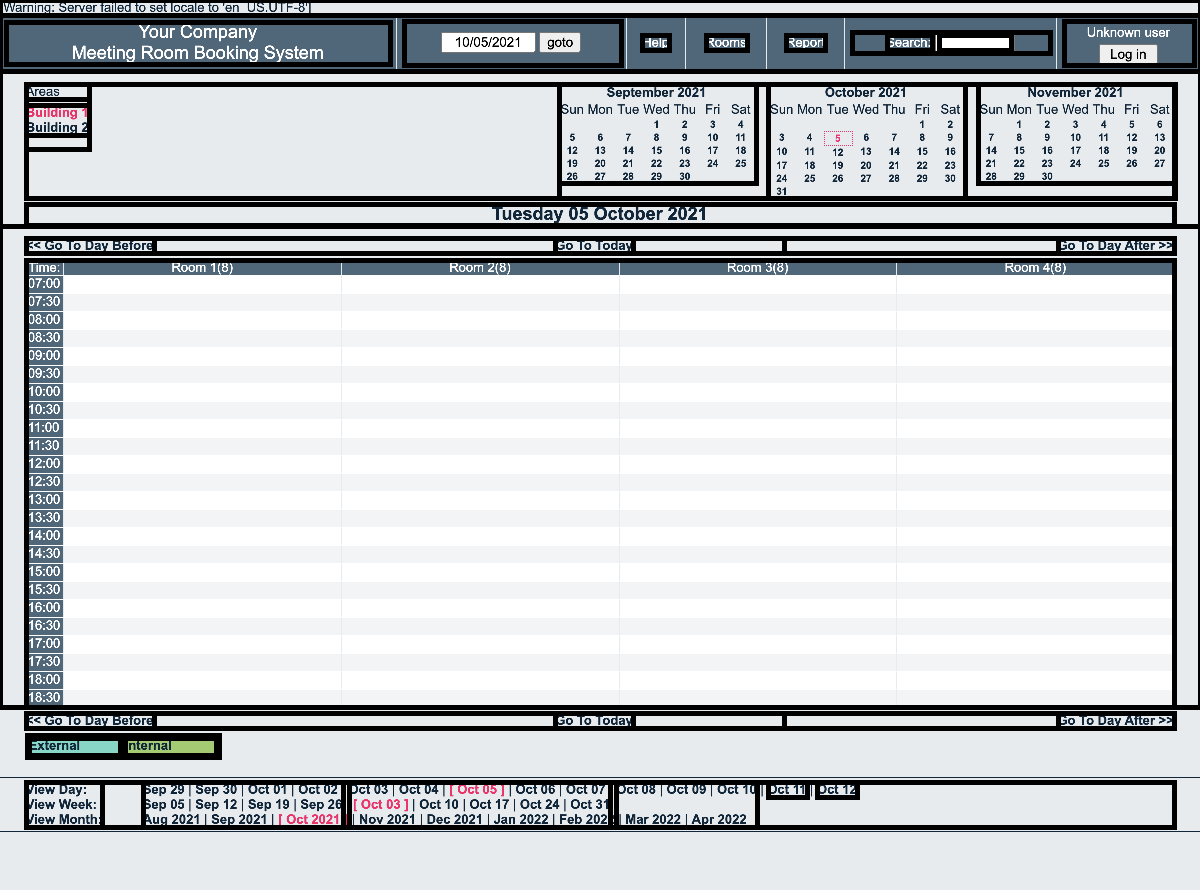 Warning: Server failed to set locale to 'en_US.UTF-8']
Your Company
Meeting Room Booking System
10/05/2021 goto
Help
Rooms
Report
Search:
Unknown user
Log in
Areas
Building 1
Building 2
September 2021
Sun Mon Tue Wed Thu Fri Sat
1 2 3 4
5 6 7 8 9 10 11
12 13 14 15 16 17 18
19 20 21 22 23 24 25
26 27 28 29 30
October 2021
Sun Mon Tue Wed Thu Fri Sat
1 2
3 4 5 6 7 8 9
10 11 12 13 14 15 16
17 18 19 20 21 22 23
24 25 26 27 28 29 30
31
November 2021
Sun Mon Tue Wed Thu Fri Sat
1 2 3 4 5 6
7 8 9 10 11 12 13
14 15 16 17 18 19 20
21 22 23 24 25 26 27
28 29 30
Tuesday 05 October 2021
<< Go To Day Before Go To Today Go To Day After >>
Time: Room 1(8) Room 2(8) Room 3(8) Room 4(8)
07:00
07:30
08:00
08:30
09:00
09:30
10:00
10:30
11:00
11:30
12:00
12:30
13:00
13:30
14:00
14:30
15:00
15:30
16:00
16:30
17:00
17:30
18:00
18:30
<< Go To Day Before Go To Today Go To Day After >>
External Internal
View Day: Sep 29 | Sep 30 | Oct 01 | Oct 02 | Oct 03 | Oct 04 | [ Oct 05 ] | Oct 06 | Oct 07 | Oct 08 | Oct 09 | Oct 10 | Oct 11 | Oct 12
View Week: Sep 05 | Sep 12 | Sep 19 | Sep 26 | [ Oct 03 ] | Oct 10 | Oct 17 | Oct 24 | Oct 31
View Month: Aug 2021 | Sep 2021 | [ Oct 2021 ] | Nov 2021 | Dec 2021 | Jan 2022 | Feb 2022 | Mar 2022 | Apr 2022